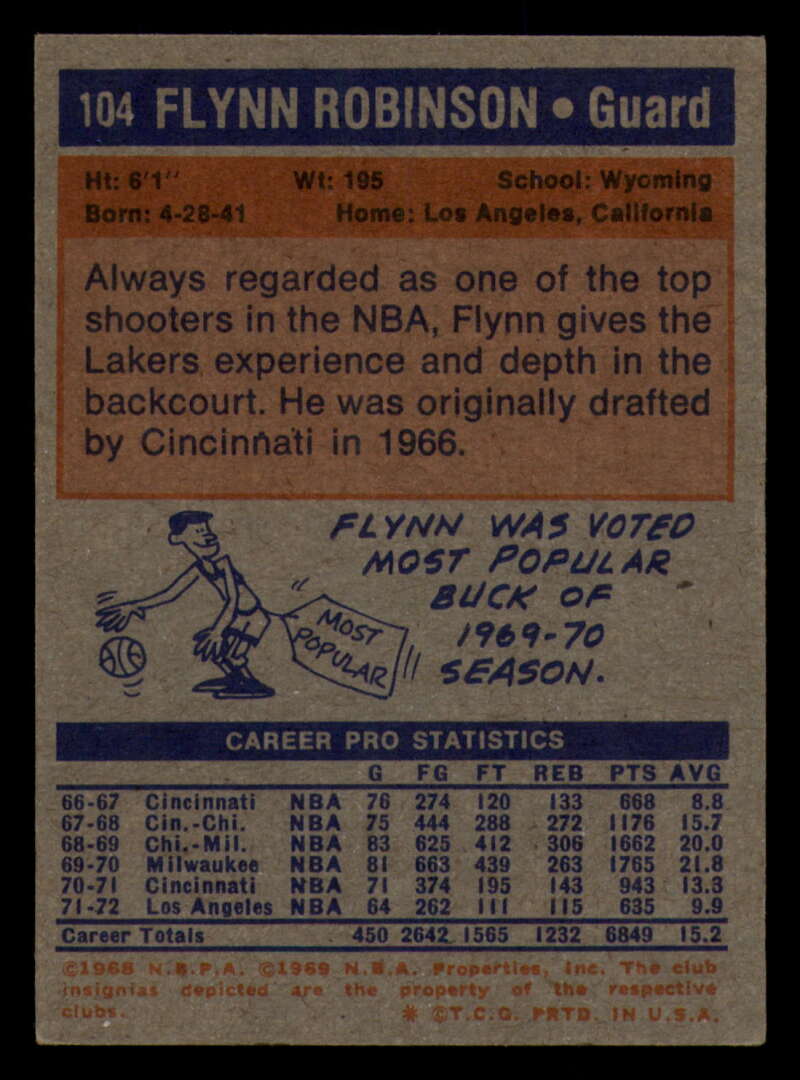 104 FLYNN ROBINSON • Guard
Ht: 6'1" Wt: 195 School: Wyoming
Born: 4-28-41 Home: Los Angeles, California
Always regarded as one of the top
shooters in the NBA, Flynn gives the
Lakers experience and depth in the
backcourt. He was originally drafted
by Cincinnati in 1966.
FLYNN WAS VOTED
MOST POPULAR
BUCK OF
1969-70
SEASON.
MOST
POPULAR
CAREER PRO STATISTICS
G FG FT REB PTS AVG
66-67 Cincinnati NBA 76 274 120 133 668 8.8
67-68 Cin.-Chi. NBA 75 444 288 272 1176 15.7
68-69 Chi.-Mil. NBA 83 625 412 306 1662 20.0
69-70 Milwaukee NBA 81 663 439 263 1765 21.8
70-71 Cincinnati NBA 71 374 195 143 943 13.3
71-72 Los Angeles NBA 64 262 111 115 635 9.9
Career Totals 450 2642 1565 1232 6849 15.2
©1968 N.B.P.A. ©1969 N.B.A. Properties, Inc. The club
insignias depicted are the property of the respective
clubs. * ©T.C.G. PRTD. IN U.S.A.